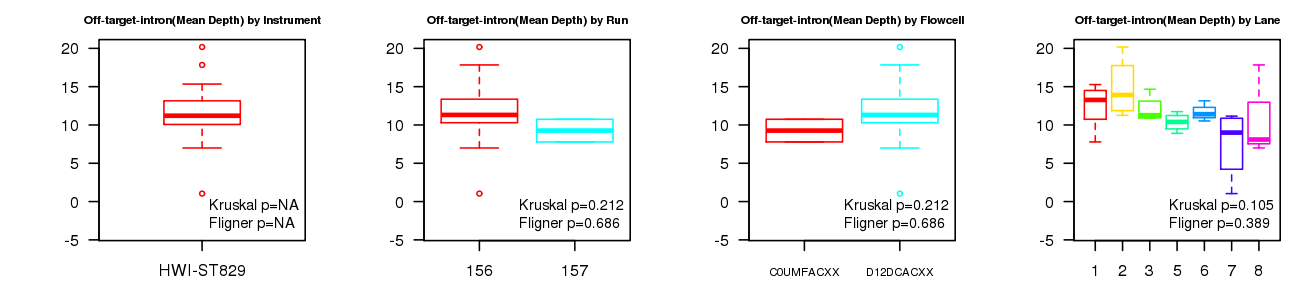 Off-target-intron(Mean Depth) by Instrument
20
15
10
5
0
-5
Kruskal p=NA
Fligner p=NA
HWI-ST829
Off-target-intron(Mean Depth) by Run
20
15
10
5
0
-5
Kruskal p=0.212
Fligner p=0.686
156 157
Off-target-intron(Mean Depth) by Flowcell
20
15
10
5
0
-5
Kruskal p=0.212
Fligner p=0.686
C0UMFACXX D12DCACXX
Off-target-intron(Mean Depth) by Lane
20
15
10
5
0
-5
Kruskal p=0.105
Fligner p=0.389
1 2 3 5 6 7 8